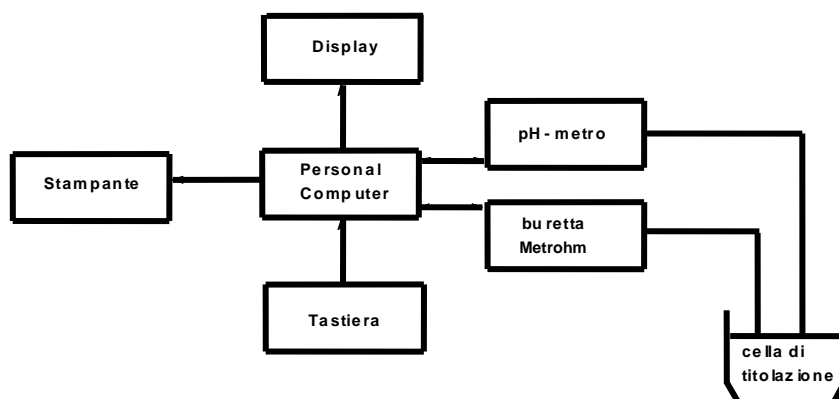 Display
pH-metro
Stampante
Personal
Computer
buretta
Metrohm
Tastiera
cella di
titolazione